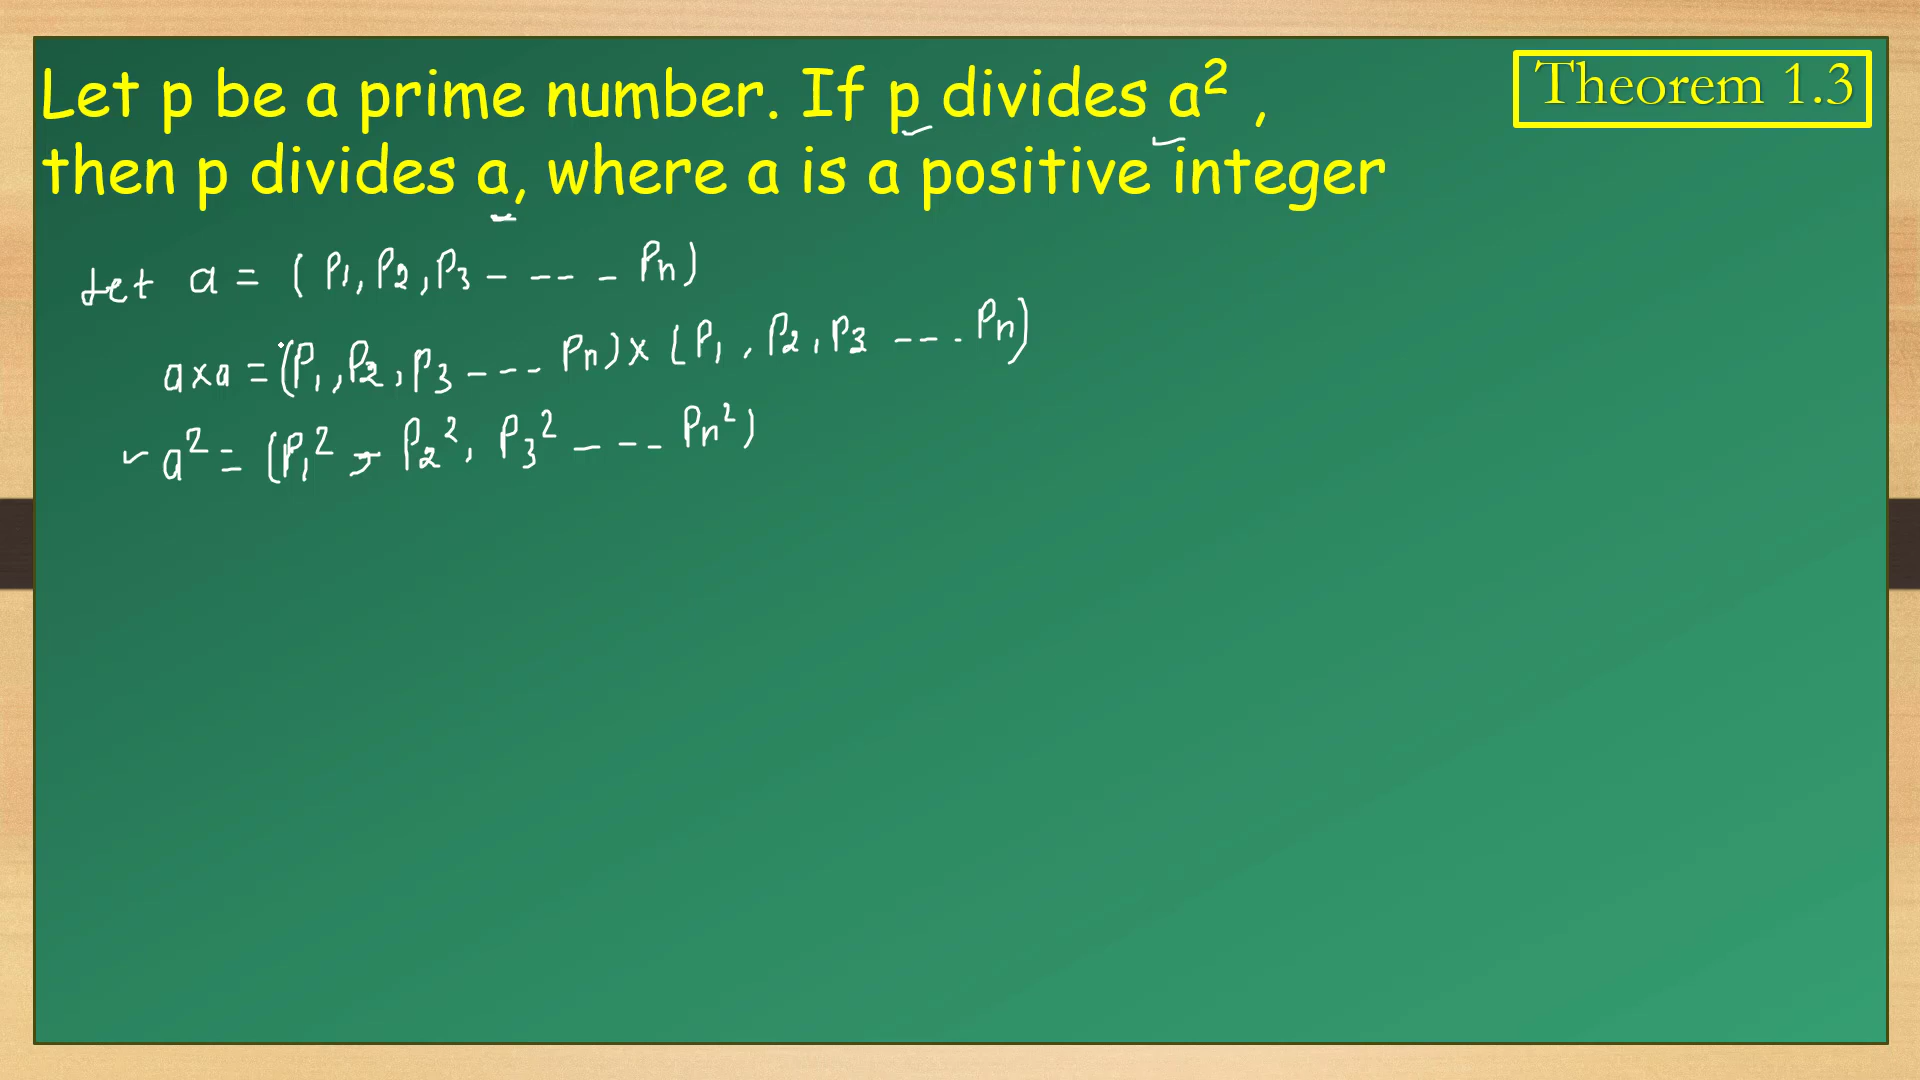 Let p be a prime number. If p divides a² ,
then p divides a, where a is a positive integer
Theorem 1.3
Let a = ( P₁, P₂, P₃ - -- - Pn)
a×a = (P₁, P₂, P₃ - - - Pn) × (P₁, P₂, P₃ -- - Pn)
a² = (P₁² , P₂², P₃² - -- Pn²)